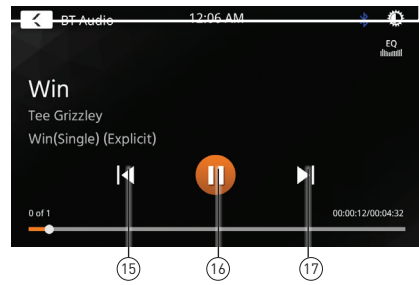 BT Audio 12:06 AM
EQ
Win
Tee Grizzley
Win(Single) (Explicit)
0 of 1 00:00:12/00:04:32
15 16 17